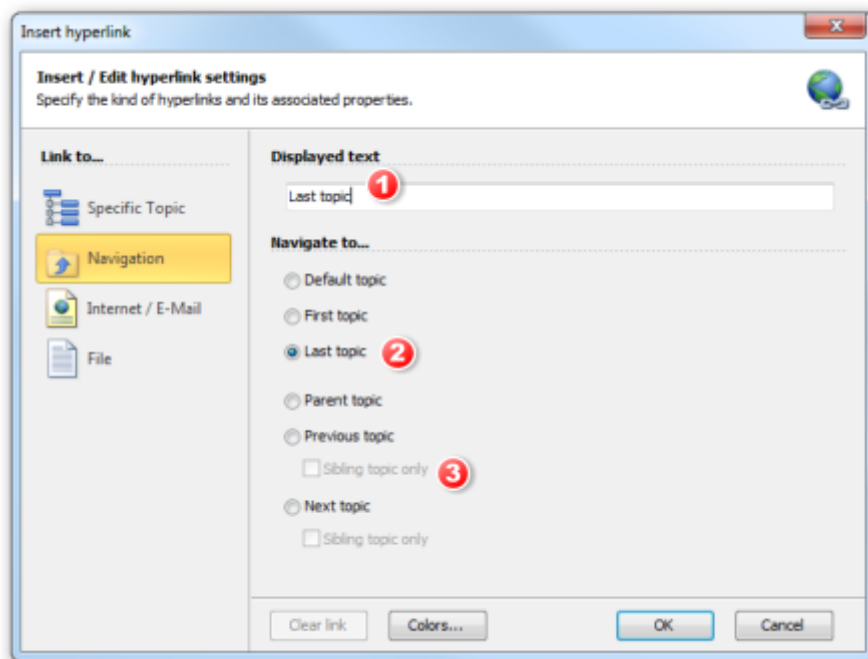 Insert hyperlink
Insert / Edit hyperlink settings
Specify the kind of hyperlinks and its associated properties.
Link to...
Specific Topic
Navigation
Internet / E-Mail
File
Displayed text
Last topic
1
Navigate to...
Default topic
First topic
Last topic
2
Parent topic
Previous topic
Sibling topic only
3
Next topic
Sibling topic only
Clear link
Colors...
OK
Cancel